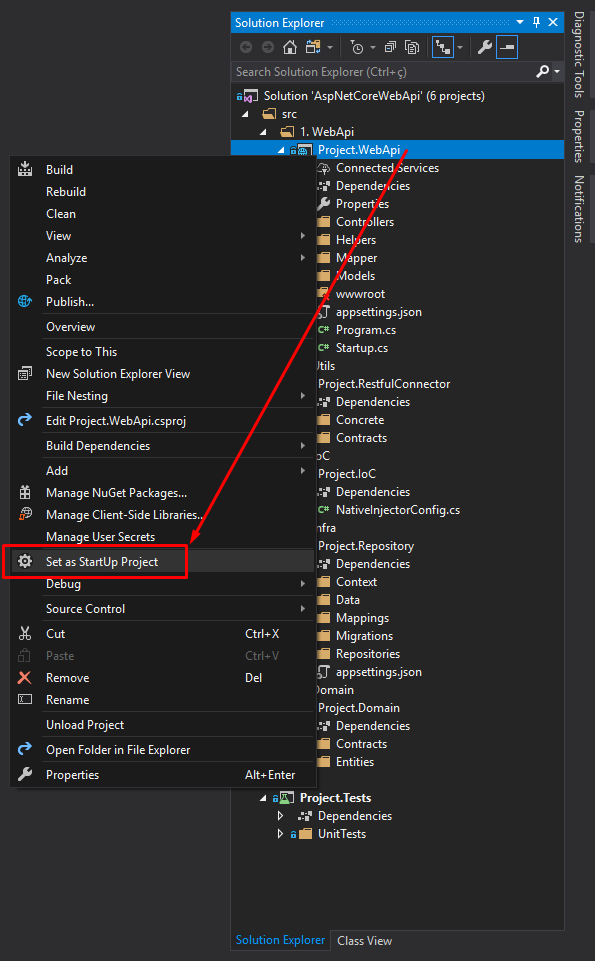 Solution Explorer
Search Solution Explorer (Ctrl+ç)
Solution 'AspNetCoreWebApi' (6 projects)
src
1. WebApi
Project.WebApi
Connected Services
Dependencies
Properties
Controllers
Helpers
Mapper
Models
wwwroot
appsettings.json
C# Program.cs
C# Startup.cs
Utils
Project.RestfulConnector
Dependencies
Concrete
Contracts
IoC
Project.IoC
Dependencies
C# NativeInjectorConfig.cs
Infra
Project.Repository
Dependencies
Context
Data
Mappings
Migrations
Repositories
appsettings.json
Domain
Project.Domain
Dependencies
Contracts
Entities
Project.Tests
Dependencies
UnitTests
Solution Explorer
Class View
Build
Rebuild
Clean
View
Analyze
Pack
Publish...
Overview
Scope to This
New Solution Explorer View
File Nesting
Edit Project.WebApi.csproj
Build Dependencies
Add
Manage NuGet Packages...
Manage Client-Side Libraries...
Manage User Secrets
Set as StartUp Project
Debug
Source Control
Cut Ctrl+X
Paste Ctrl+V
Remove Del
Rename
Unload Project
Open Folder in File Explorer
Properties Alt+Enter
Diagnostic Tools
Properties
Notifications